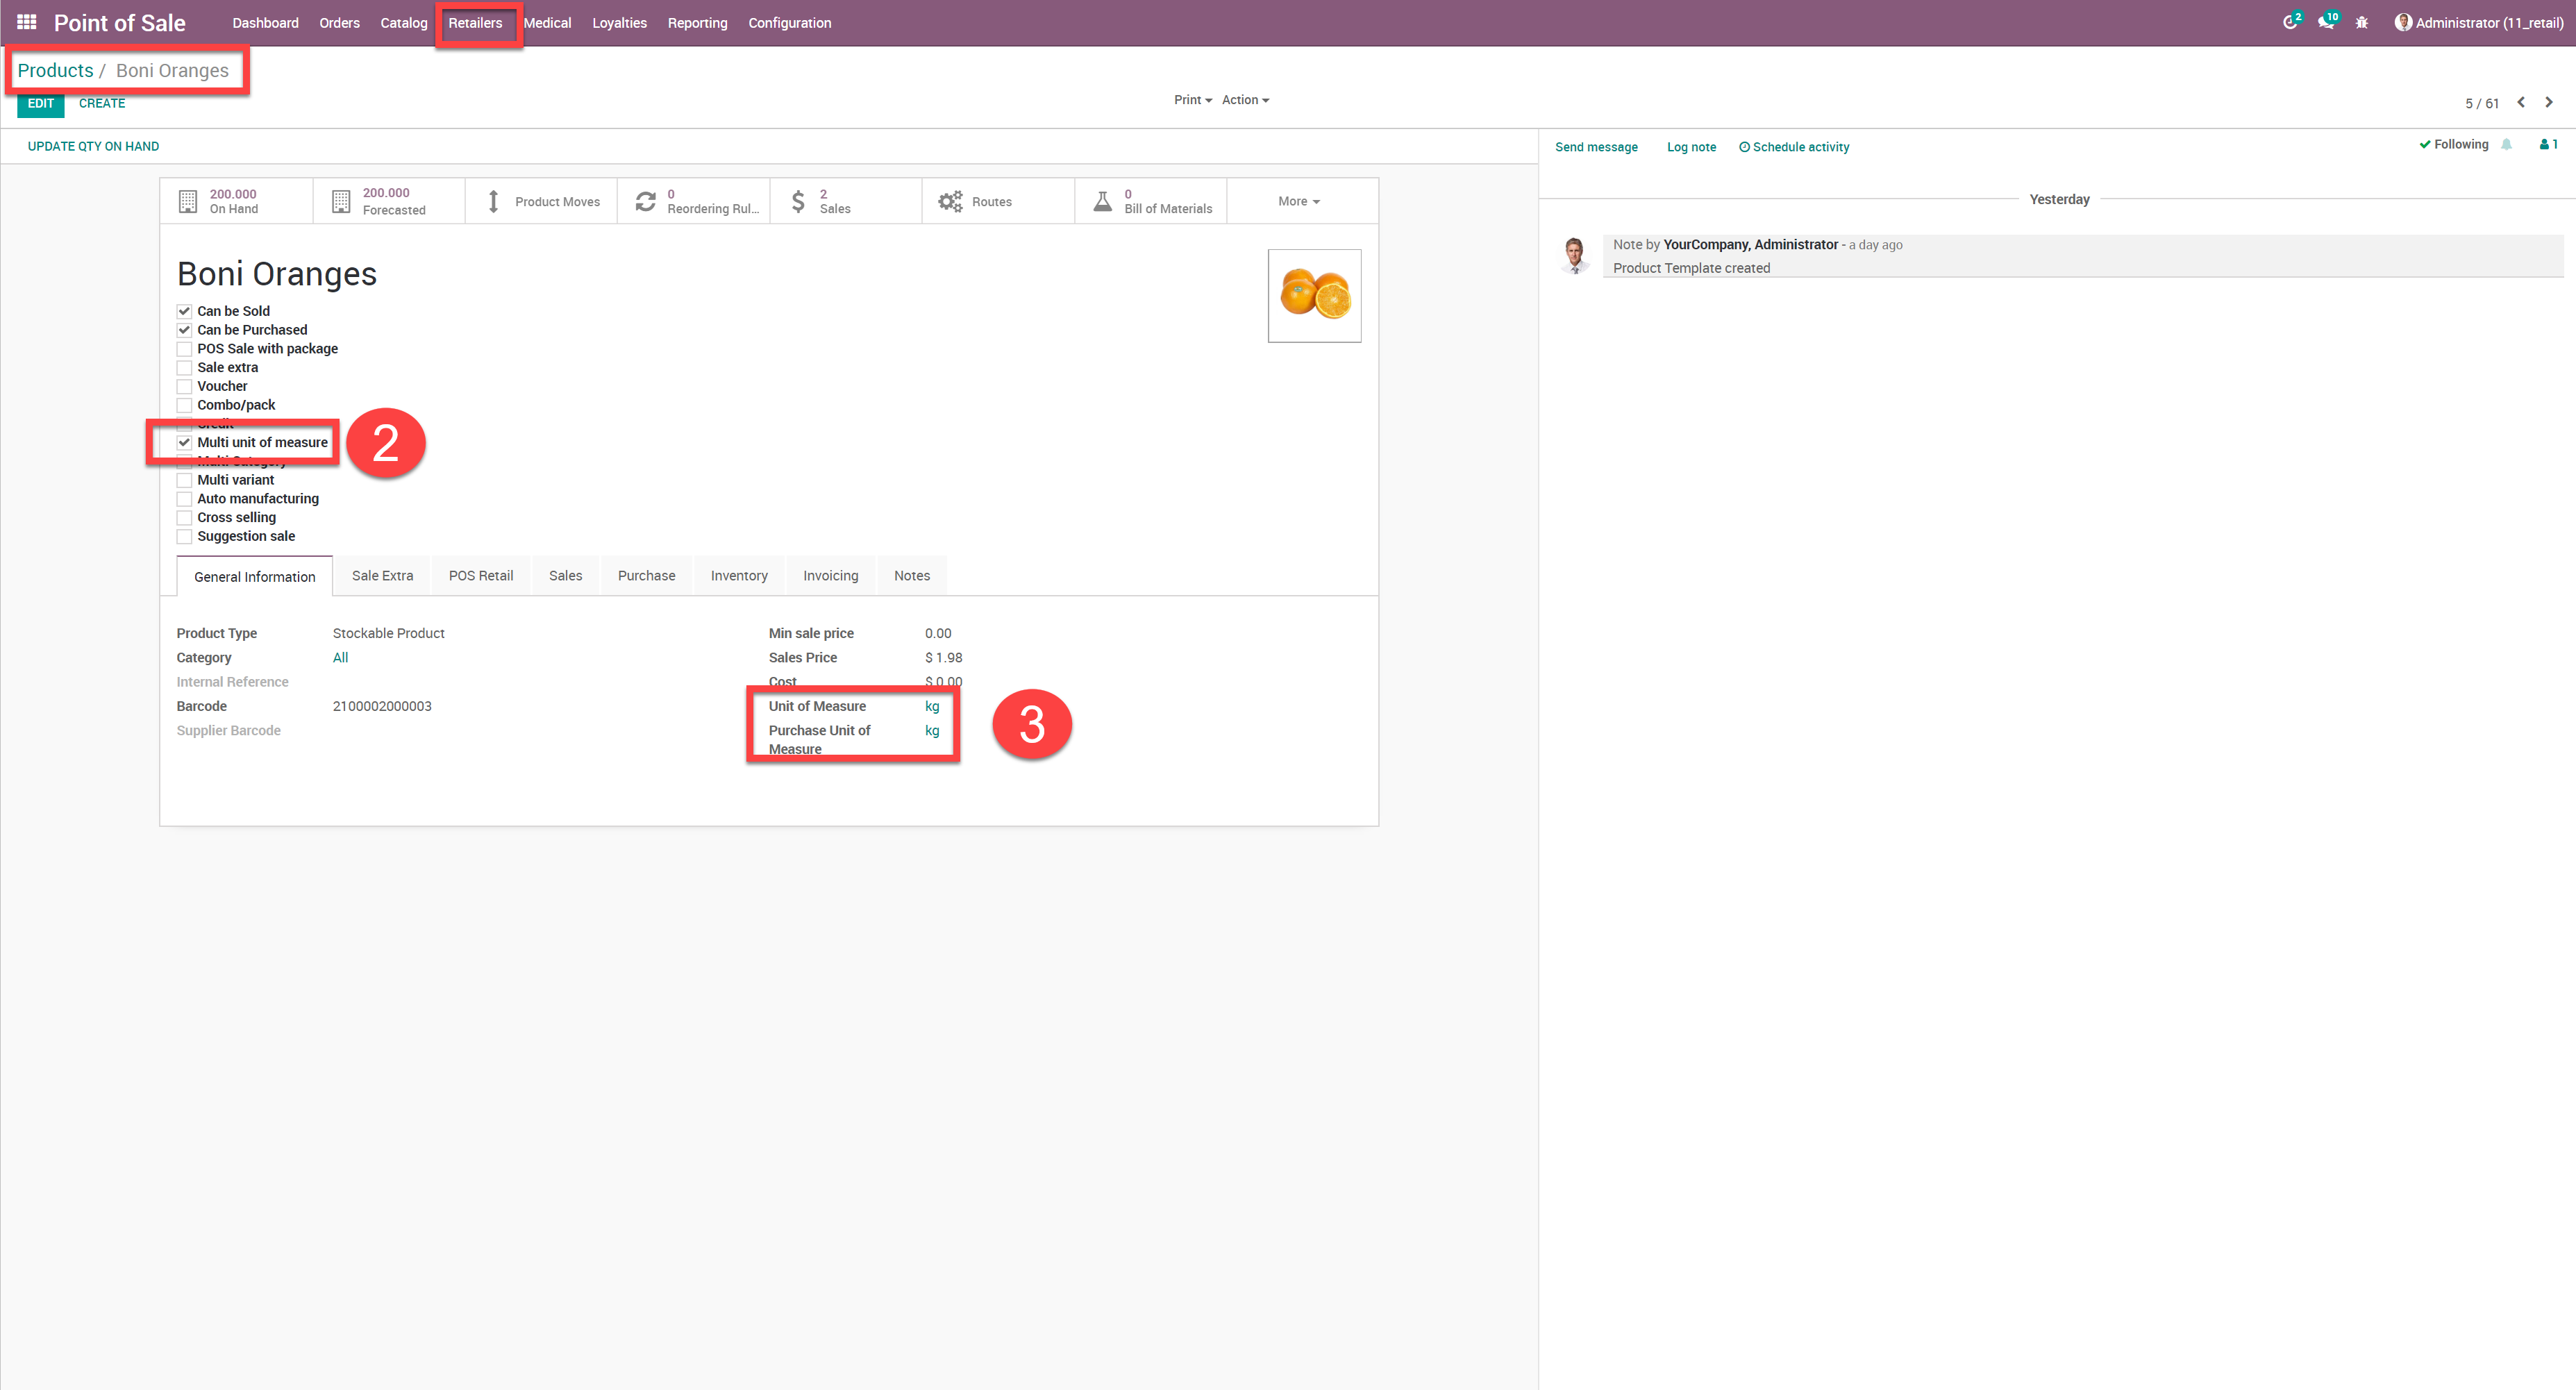 Point of Sale Dashboard Orders Catalog Retailers Medical Loyalties Reporting Configuration 2 10 Administrator (11_retail)
Products / Boni Oranges
EDIT CREATE Print Action 5 / 61
UPDATE QTY ON HAND Send message Log note Schedule activity Following 1
200.000 On Hand
200.000 Forecasted
Product Moves
0 Reordering Rul...
2 Sales
Routes
0 Bill of Materials
More
Yesterday
Note by YourCompany, Administrator - a day ago
Product Template created
Boni Oranges
Can be Sold
Can be Purchased
POS Sale with package
Sale extra
Voucher
Combo/pack
Credit
Multi unit of measure
2
Multi Category
Multi variant
Auto manufacturing
Cross selling
Suggestion sale
General Information Sale Extra POS Retail Sales Purchase Inventory Invoicing Notes
Product Type Stockable Product
Category All
Internal Reference
Barcode 2100002000003
Supplier Barcode
Min sale price 0.00
Sales Price $ 1.98
Cost $ 0.00
Unit of Measure kg
Purchase Unit of kg
Measure
3